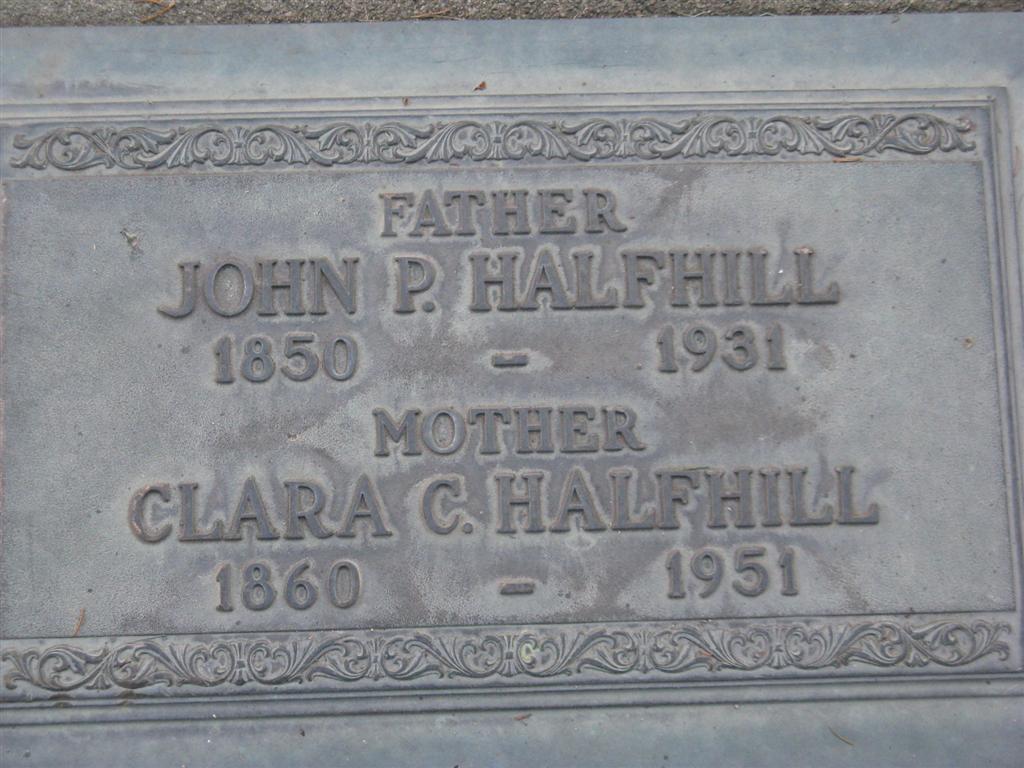 FATHER
JOHN P. HALFHILL
1850 – 1931
MOTHER
CLARA C. HALFHILL
1860 – 1951